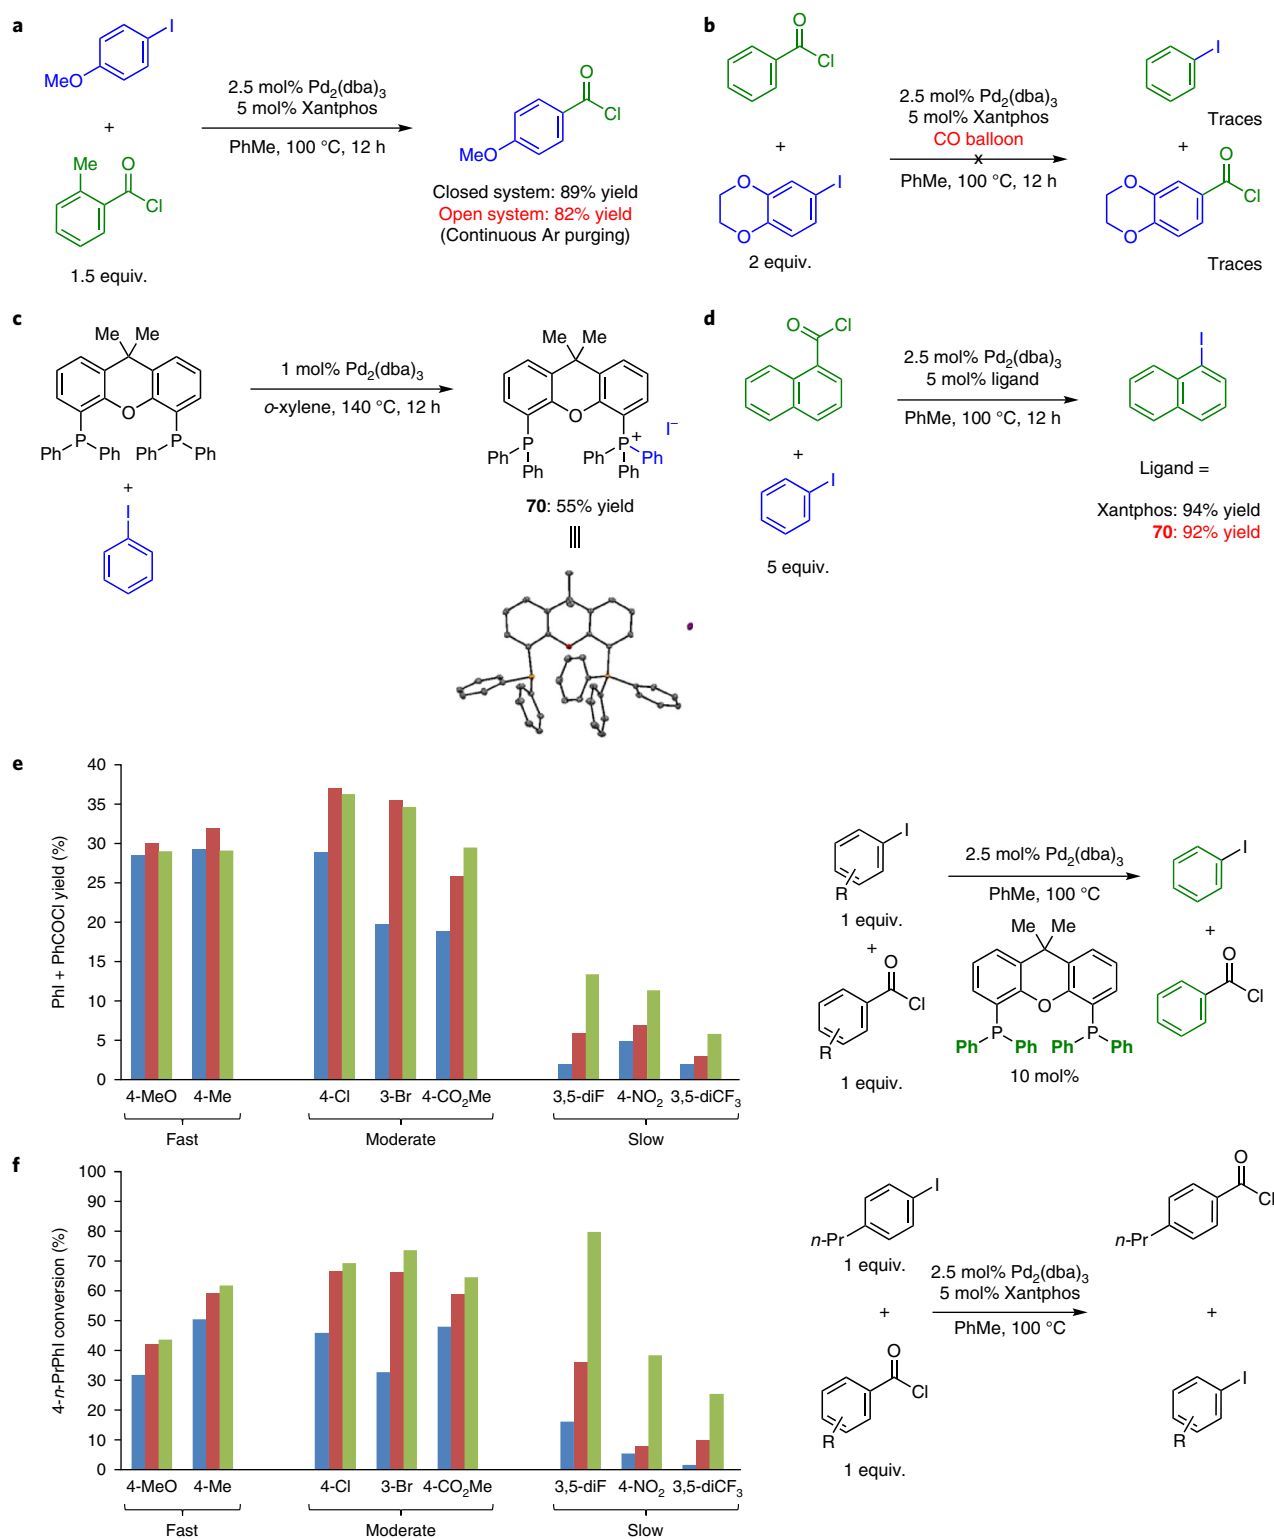 a
I
MeO
+
Me
O
Cl
1.5 equiv.
2.5 mol% Pd₂(dba)₃
5 mol% Xantphos
PhMe, 100 °C, 12 h
O
Cl
MeO
Closed system: 89% yield
Open system: 82% yield
(Continuous Ar purging)
b
O
Cl
+
O
O
I
2 equiv.
2.5 mol% Pd₂(dba)₃
5 mol% Xantphos
CO balloon
x
PhMe, 100 °C, 12 h
I
Traces
+
O
O
O
Cl
Traces
c
Me Me
O
P P
Ph Ph Ph Ph
+
I
1 mol% Pd₂(dba)₃
o-xylene, 140 °C, 12 h
Me Me
O
I⁻
P P⁺
Ph Ph Ph Ph Ph
70: 55% yield
d
O
Cl
+
I
5 equiv.
2.5 mol% Pd₂(dba)₃
5 mol% ligand
PhMe, 100 °C, 12 h
I
Ligand =
Xantphos: 94% yield
70: 92% yield
e
PhI + PhCOCl yield (%)
40
35
30
25
20
15
10
5
0
4-MeO 4-Me 4-Cl 3-Br 4-CO₂Me 3,5-diF 4-NO₂ 3,5-diCF₃
Fast Moderate Slow
I
R
1 equiv.
+
O
Cl
R
1 equiv.
2.5 mol% Pd₂(dba)₃
PhMe, 100 °C
Me Me
O
P P
Ph Ph Ph Ph
10 mol%
I
+
O
Cl
f
4-n-PrPhI conversion (%)
100
90
80
70
60
50
40
30
20
10
0
4-MeO 4-Me 4-Cl 3-Br 4-CO₂Me 3,5-diF 4-NO₂ 3,5-diCF₃
Fast Moderate Slow
I
n-Pr
1 equiv.
+
O
Cl
R
1 equiv.
2.5 mol% Pd₂(dba)₃
5 mol% Xantphos
PhMe, 100 °C
O
Cl
n-Pr
+
I
R